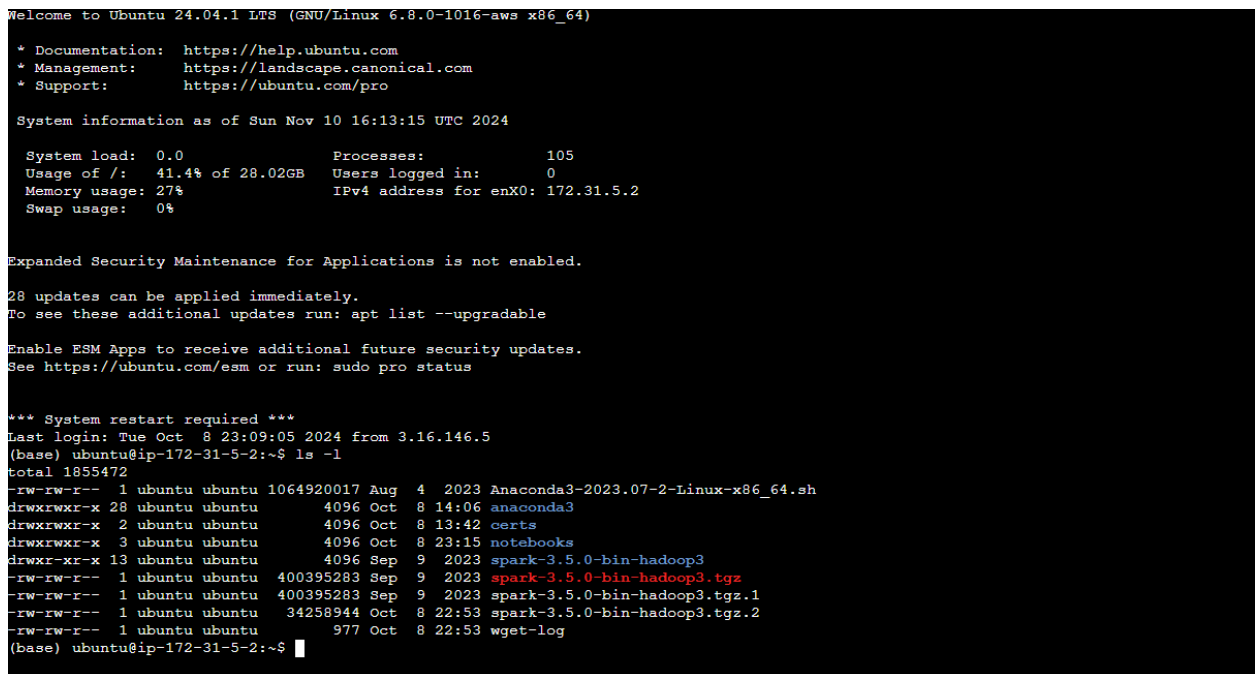 Welcome to Ubuntu 24.04.1 LTS (GNU/Linux 6.8.0-1016-aws x86_64)
* Documentation:  https://help.ubuntu.com
* Management:     https://landscape.canonical.com
* Support:        https://ubuntu.com/pro
System information as of Sun Nov 10 16:13:15 UTC 2024
System load:  0.0                Processes:             105
Usage of /:   41.4% of 28.02GB   Users logged in:       0
Memory usage: 27%                IPv4 address for enX0: 172.31.5.2
Swap usage:   0%
Expanded Security Maintenance for Applications is not enabled.
28 updates can be applied immediately.
To see these additional updates run: apt list --upgradable
Enable ESM Apps to receive additional future security updates.
See https://ubuntu.com/esm or run: sudo pro status
*** System restart required ***
Last login: Tue Oct  8 23:09:05 2024 from 3.16.146.5
(base) ubuntu@ip-172-31-5-2:~$ ls -l
total 1855472
-rw-rw-r--  1 ubuntu ubuntu 1064920017 Aug  4  2023 Anaconda3-2023.07-2-Linux-x86_64.sh
drwxrwxr-x 28 ubuntu ubuntu       4096 Oct  8 14:06 anaconda3
drwxrwxr-x  2 ubuntu ubuntu       4096 Oct  8 13:42 certs
drwxrwxr-x  3 ubuntu ubuntu       4096 Oct  8 23:15 notebooks
drwxr-xr-x 13 ubuntu ubuntu       4096 Sep  9  2023 spark-3.5.0-bin-hadoop3
-rw-rw-r--  1 ubuntu ubuntu  400395283 Sep  9  2023 spark-3.5.0-bin-hadoop3.tgz
-rw-rw-r--  1 ubuntu ubuntu  400395283 Sep  9  2023 spark-3.5.0-bin-hadoop3.tgz.1
-rw-rw-r--  1 ubuntu ubuntu   34258944 Oct  8 22:53 spark-3.5.0-bin-hadoop3.tgz.2
-rw-rw-r--  1 ubuntu ubuntu        977 Oct  8 22:53 wget-log
(base) ubuntu@ip-172-31-5-2:~$